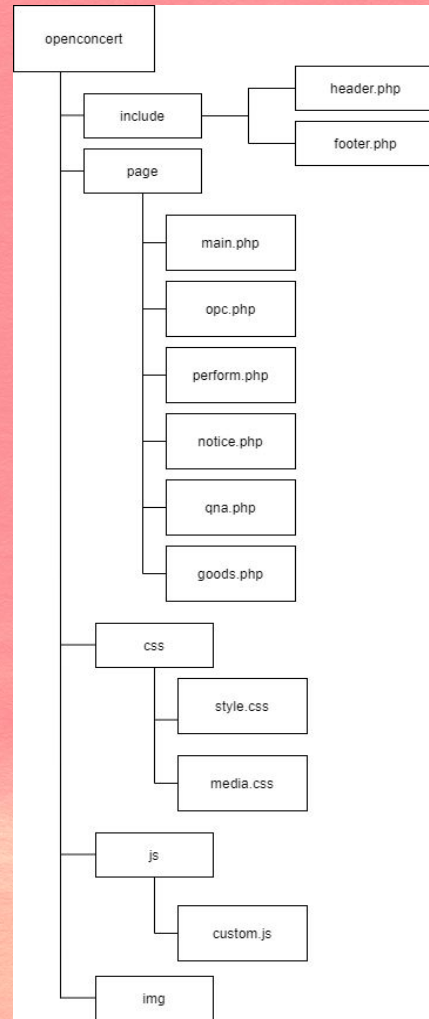 openconcert
include
header.php
footer.php
page
main.php
opc.php
perform.php
notice.php
qna.php
goods.php
css
style.css
media.css
js
custom.js
img